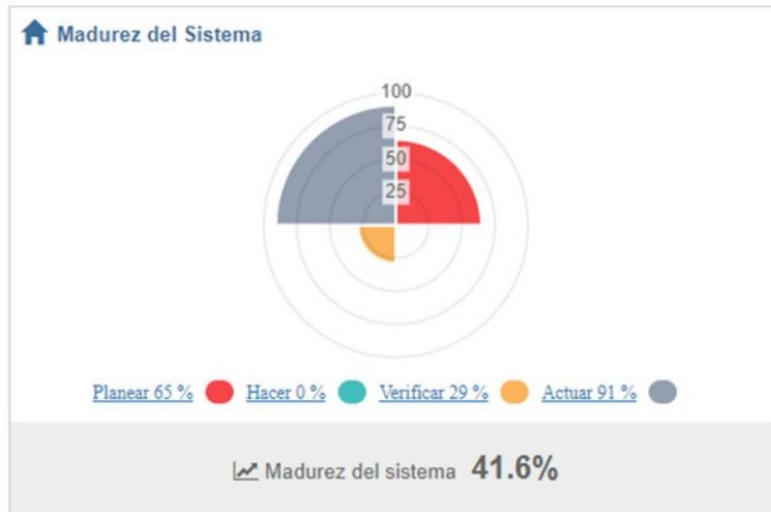 Madurez del Sistema
100
75
50
25
Planear 65 % Hacer 0 % Verificar 29 % Actuar 91 %
Madurez del sistema 41.6%